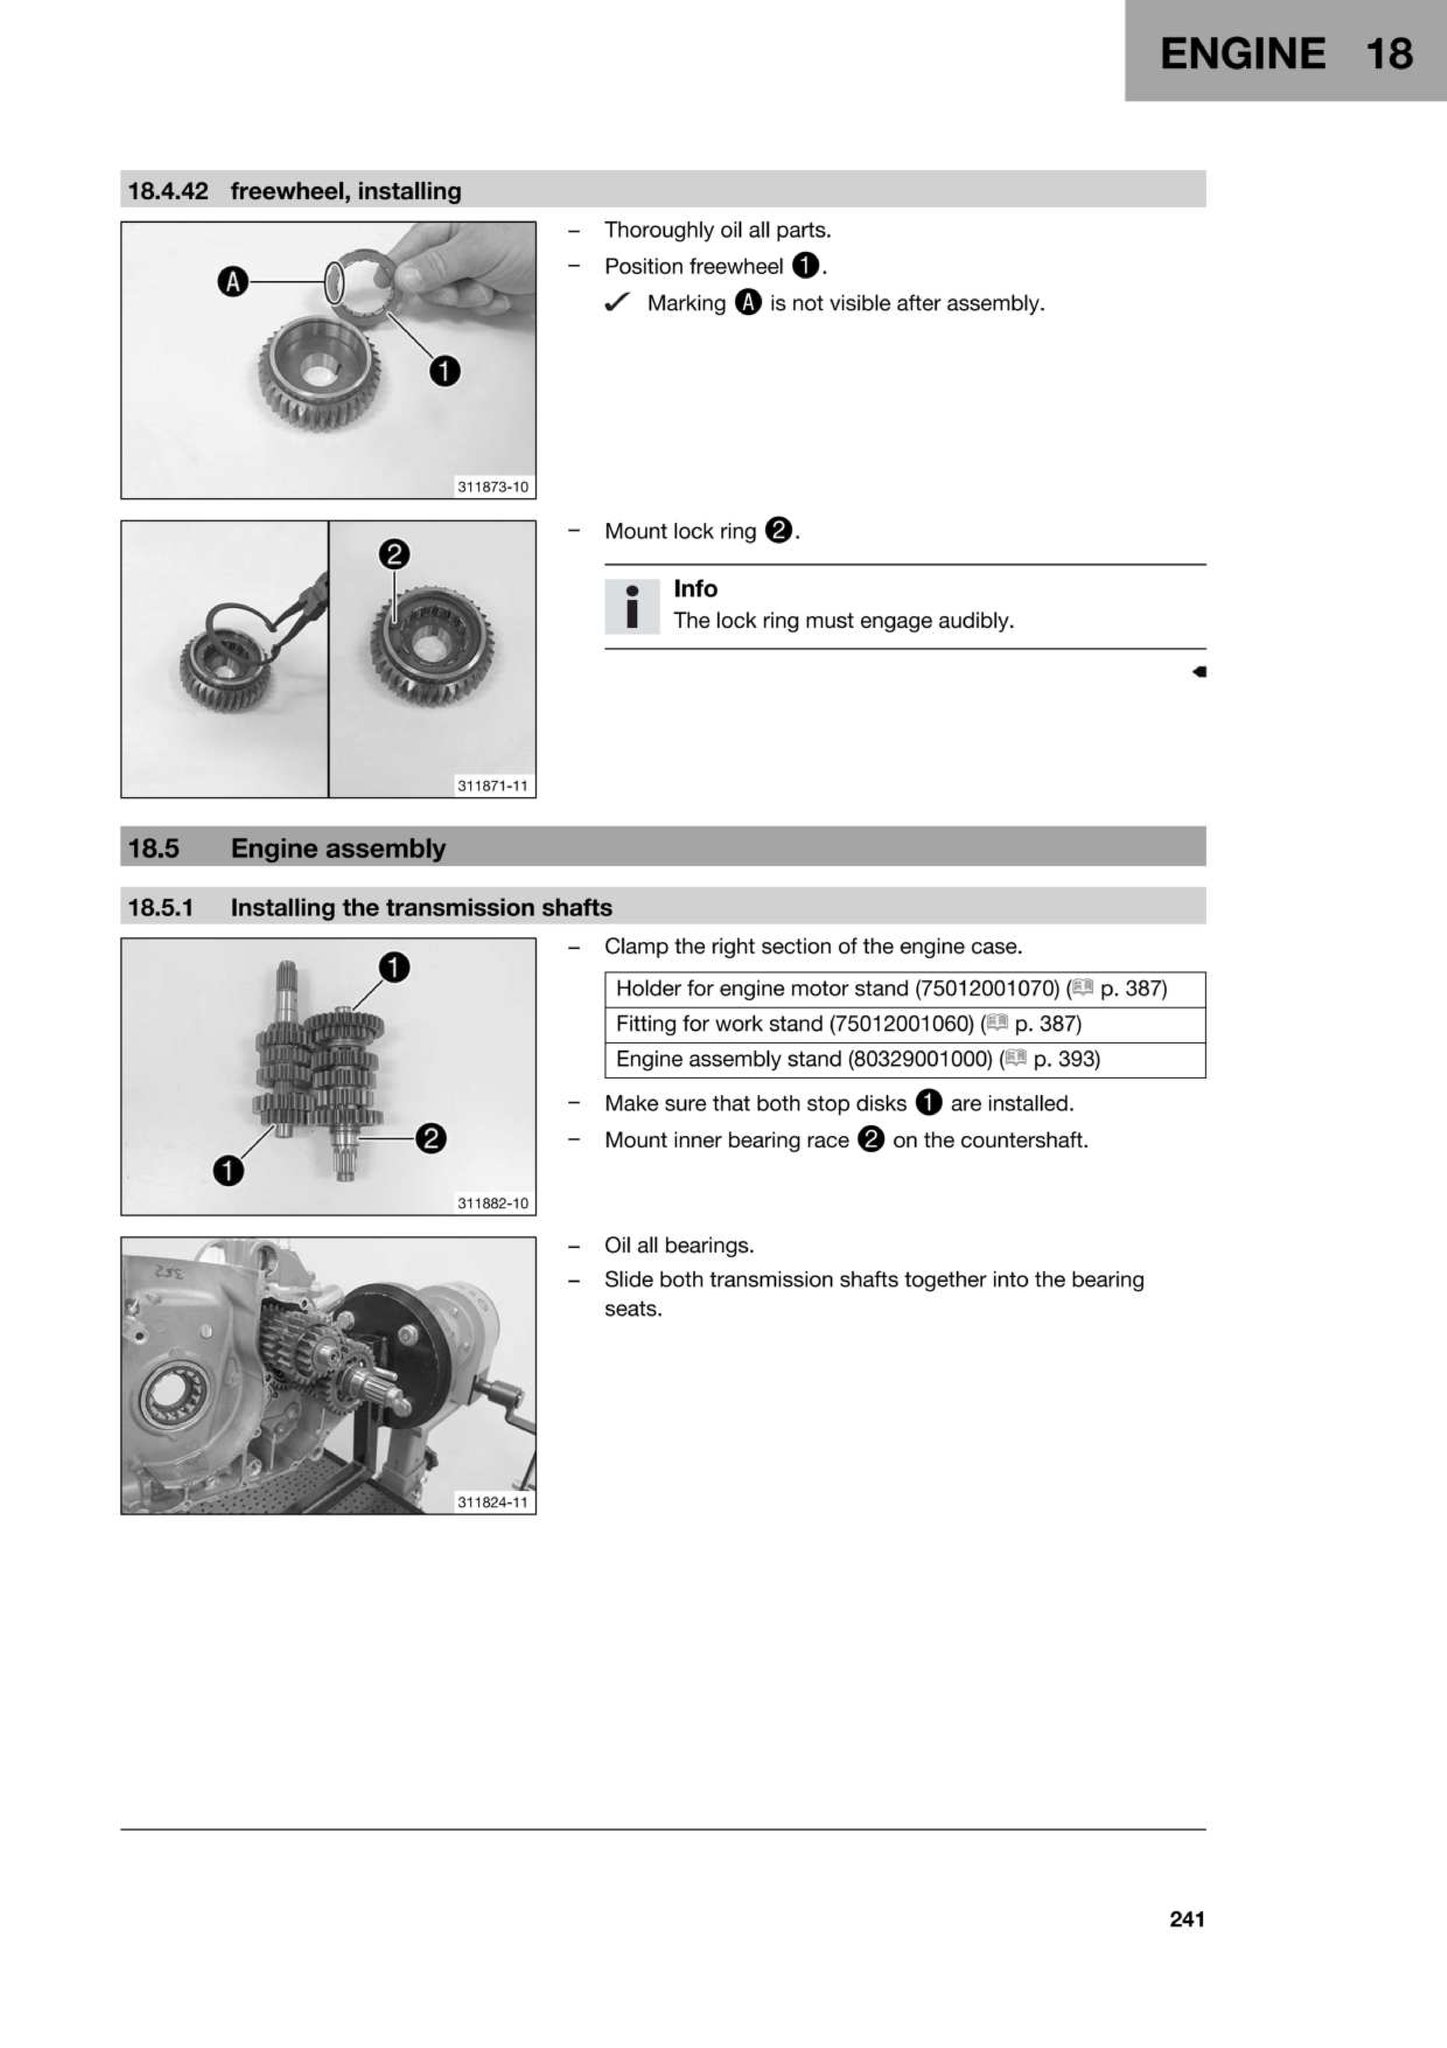 ENGINE 18
18.4.42 freewheel, installing
A
1
311873-10
– Thoroughly oil all parts.
– Position freewheel 1.
✓ Marking A is not visible after assembly.
2
311871-11
– Mount lock ring 2.
i Info
The lock ring must engage audibly.
18.5 Engine assembly
18.5.1 Installing the transmission shafts
1
2
1
311882-10
– Clamp the right section of the engine case.
Holder for engine motor stand (75012001070) ( p. 387)
Fitting for work stand (75012001060) ( p. 387)
Engine assembly stand (80329001000) ( p. 393)
– Make sure that both stop disks 1 are installed.
– Mount inner bearing race 2 on the countershaft.
311824-11
– Oil all bearings.
– Slide both transmission shafts together into the bearing
seats.
241